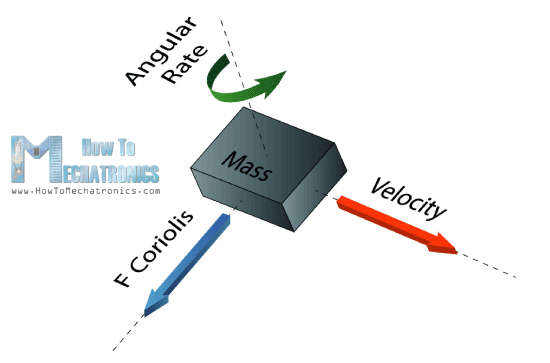 Angular
Rate
How To
MECHATRONICS
www.HowToMechatronics.com
Mass
Velocity
F Coriolis